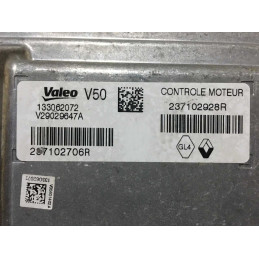 Valeo V50
CONTROLE MOTEUR
133062072
V29029647A
237102928R
237102706R
GL4